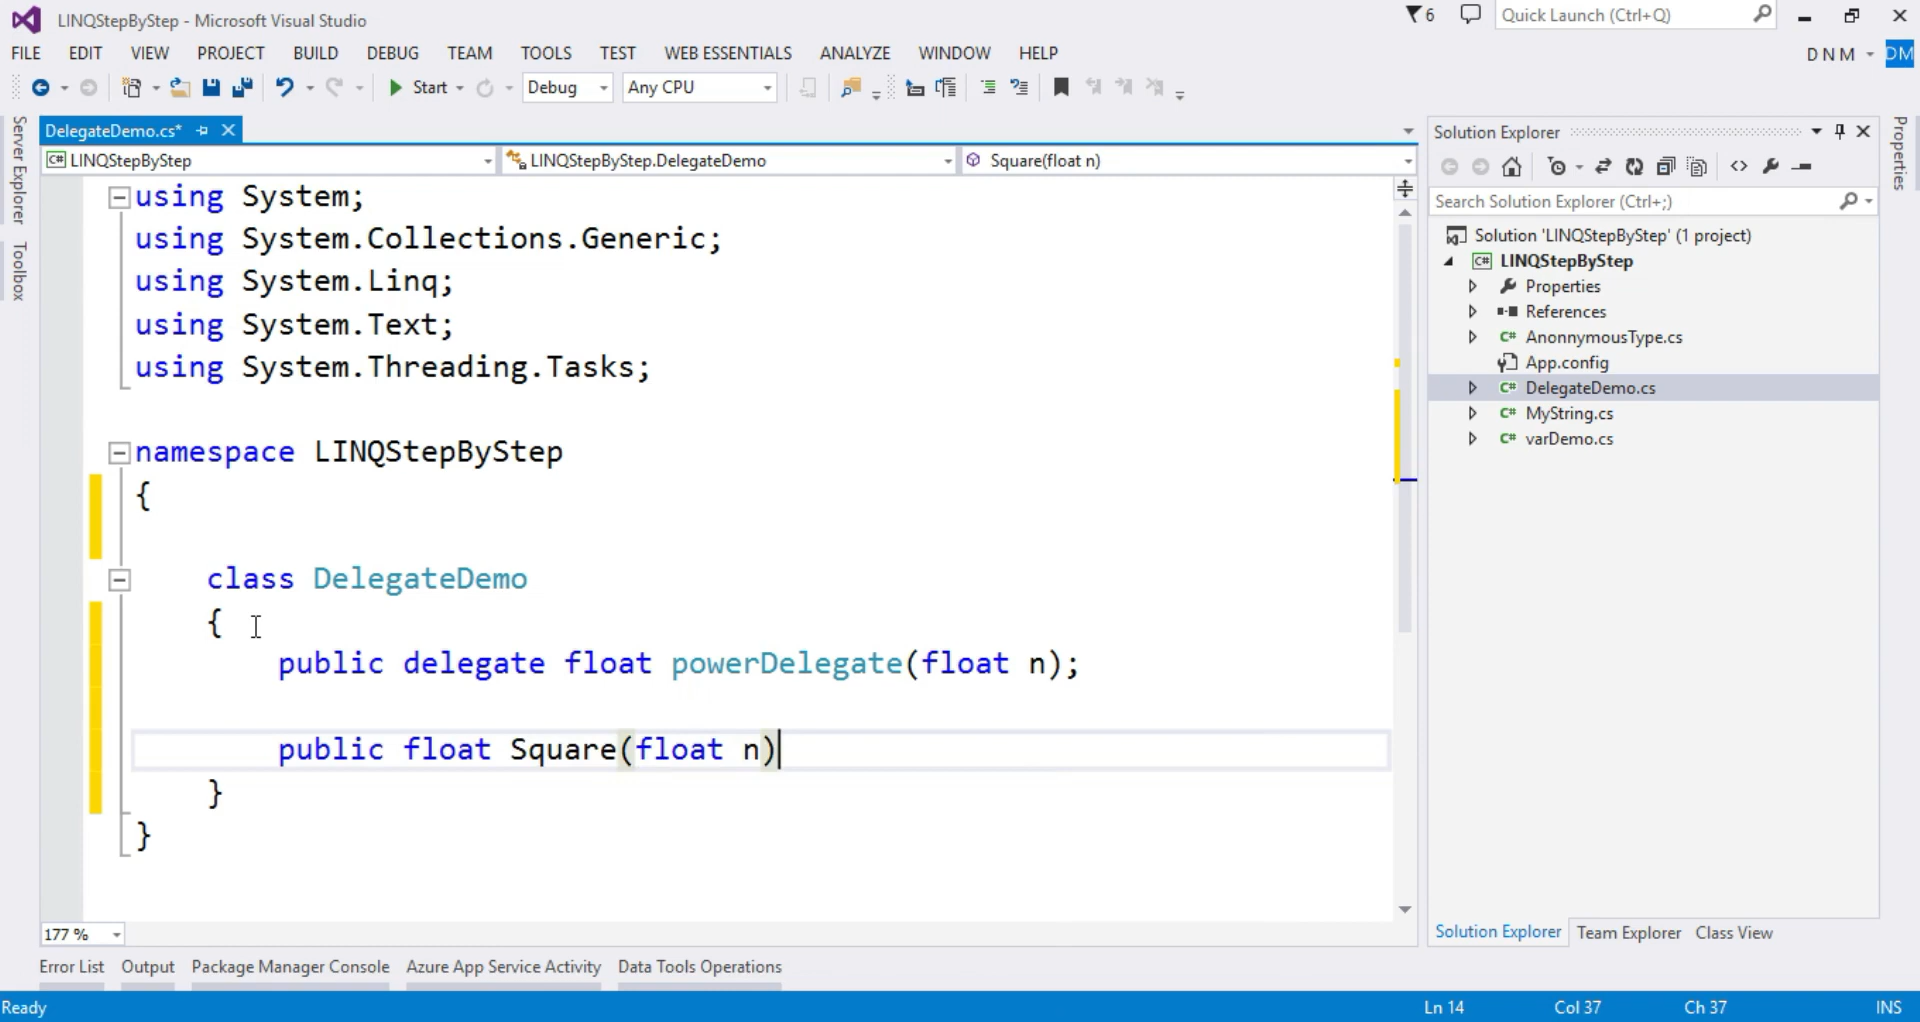 LINQStepByStep - Microsoft Visual Studio
6
Quick Launch (Ctrl+Q)
FILE EDIT VIEW PROJECT BUILD DEBUG TEAM TOOLS TEST WEB ESSENTIALS ANALYZE WINDOW HELP
D N M
DM
Start
Debug
Any CPU
Server Explorer
Toolbox
DelegateDemo.cs*
C# LINQStepByStep
LINQStepByStep.DelegateDemo
Square(float n)
using System;
using System.Collections.Generic;
using System.Linq;
using System.Text;
using System.Threading.Tasks;
namespace LINQStepByStep
{
class DelegateDemo
{
public delegate float powerDelegate(float n);
public float Square(float n)
}
}
177 %
Solution Explorer
Search Solution Explorer (Ctrl+;)
Solution 'LINQStepByStep' (1 project)
C# LINQStepByStep
Properties
References
C# AnonnymousType.cs
App.config
C# DelegateDemo.cs
C# MyString.cs
C# varDemo.cs
Solution Explorer Team Explorer Class View
Properties
Error List Output Package Manager Console Azure App Service Activity Data Tools Operations
Ready
Ln 14 Col 37 Ch 37 INS